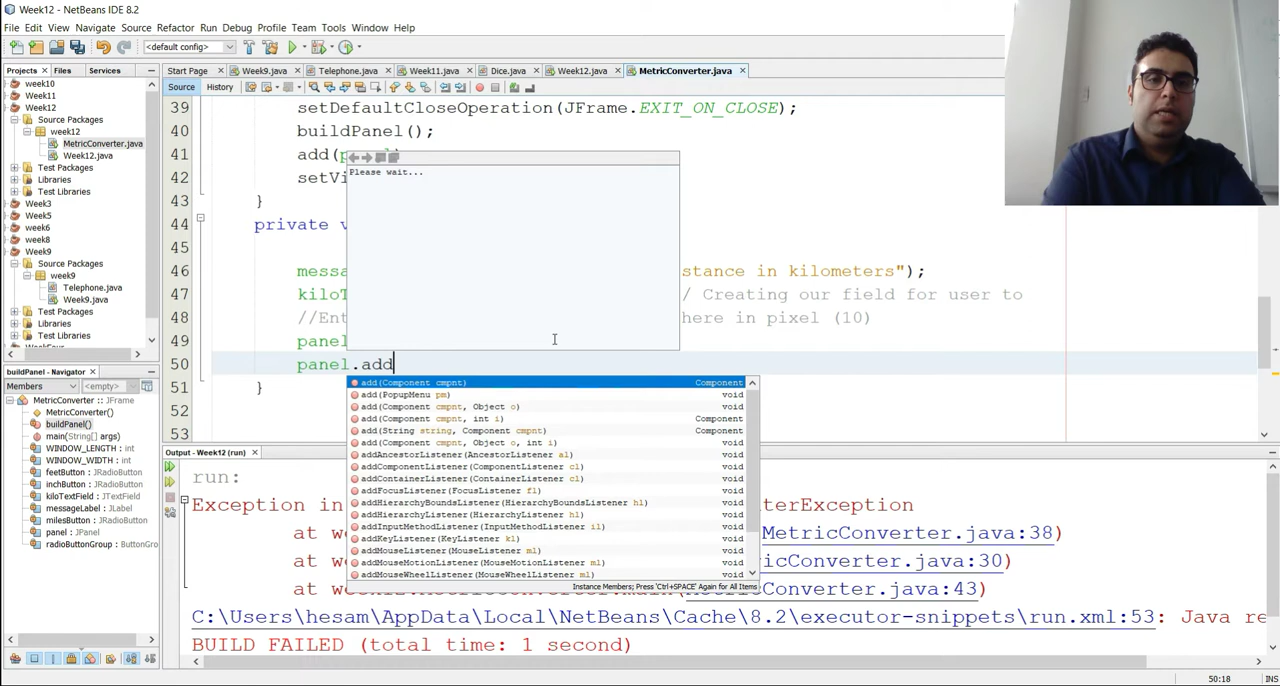 Week12 - NetBeans IDE 8.2
File Edit View Navigate Source Refactor Run Debug Profile Team Tools Window Help
<default config>
Projects Files Services
Start Page Week9.java Telephone.java Week11.java Dice.java Week12.java MetricConverter.java
Source History
week10
Week11
Week12
Source Packages
week12
MetricConverter.java
Week12.java
Test Packages
Libraries
Test Libraries
Week3
Week5
week6
week8
Week9
Source Packages
week9
Telephone.java
Week9.java
Test Packages
Libraries
Test Libraries
39 setDefaultCloseOperation(JFrame.EXIT_ON_CLOSE);
40 buildPanel();
41 add(p
42 setVi
43 }
44 private v
45
46 messa stance in kilometers");
47 kiloT / Creating our field for user to
48 //Ent here in pixel (10)
49 panel
50 panel.add
51 }
52
53
Please wait...
add(Component cmpnt) Component
add(PopupMenu pm) void
add(Component cmpnt, Object o) void
add(Component cmpnt, int i) Component
add(String string, Component cmpnt) Component
add(Component cmpnt, Object o, int i) void
addAncestorListener(AncestorListener al) void
addComponentListener(ComponentListener cl) void
addContainerListener(ContainerListener cl) void
addFocusListener(FocusListener fl) void
addHierarchyBoundsListener(HierarchyBoundsListener hl) void
addHierarchyListener(HierarchyListener hl) void
addInputMethodListener(InputMethodListener il) void
addKeyListener(KeyListener kl) void
addMouseListener(MouseListener ml) void
addMouseMotionListener(MouseMotionListener ml) void
addMouseWheelListener(MouseWheelListener ml) void
Instance Members; Press 'Ctrl+SPACE' Again for All Items
buildPanel - Navigator
Members <empty>
MetricConverter :: JFrame
MetricConverter()
buildPanel()
main(String[] args)
WINDOW_LENGTH : int
WINDOW_WIDTH : int
feetButton : JRadioButton
inchButton : JRadioButton
kiloTextField : JTextField
messageLabel : JLabel
milesButton : JRadioButton
panel : JPanel
radioButtonGroup : ButtonGro
Output - Week12 (run)
run:
Exception in terException
at we MetricConverter.java:38)
at we ricConverter.java:30)
at week12.MetricConverter.main(MetricConverter.java:43)
C:\Users\hesam\AppData\Local\NetBeans\Cache\8.2\executor-snippets\run.xml:53: Java re
BUILD FAILED (total time: 1 second)
50:18 INS